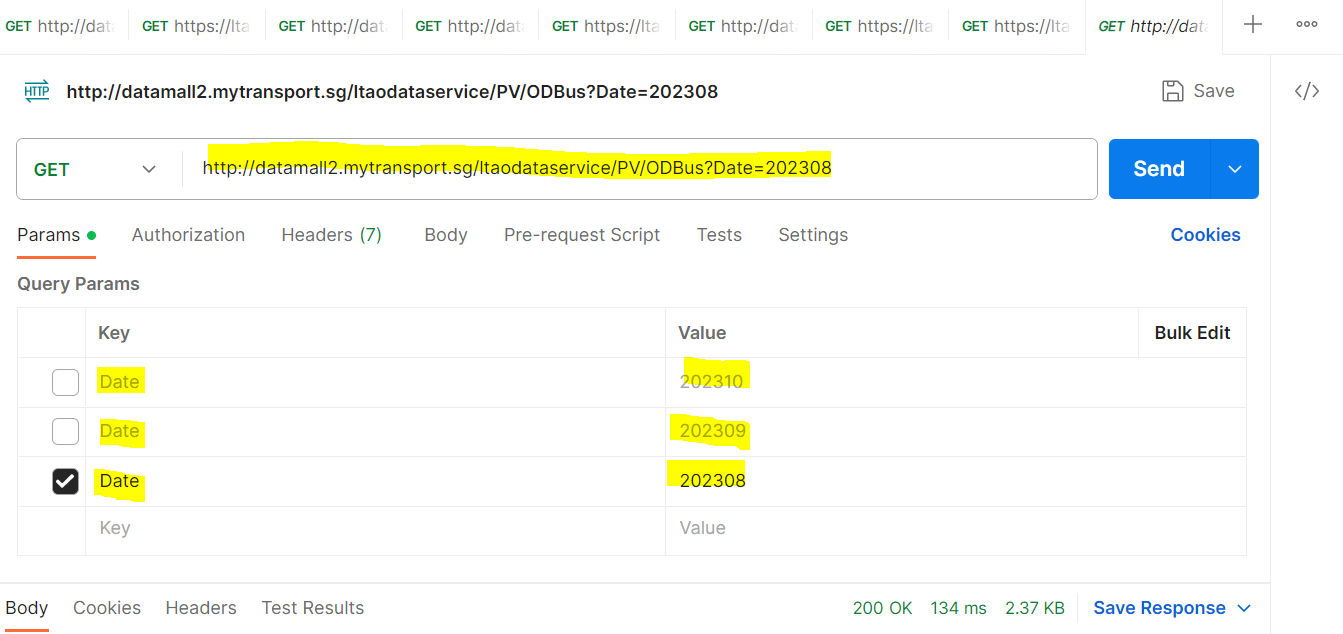 GET http://data GET https://lta GET http://data GET http://data GET https://lta GET http://data GET https://lta GET https://lta GET http://data
HTTP http://datamall2.mytransport.sg/ltaodataservice/PV/ODBus?Date=202308 Save </>
GET http://datamall2.mytransport.sg/ltaodataservice/PV/ODBus?Date=202308 Send
Params Authorization Headers (7) Body Pre-request Script Tests Settings Cookies
Query Params
Key Value Bulk Edit
Date 202310
Date 202309
Date 202308
Key Value
Body Cookies Headers Test Results 200 OK 134 ms 2.37 KB Save Response